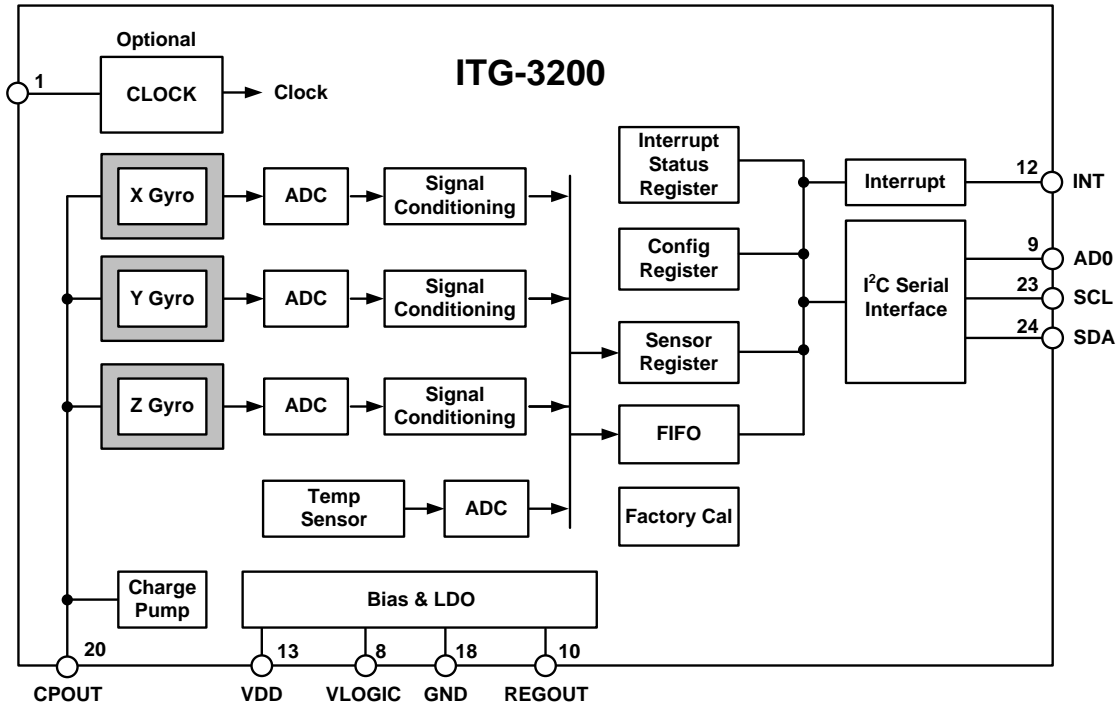 Optional
ITG-3200
1
CLOCK
Clock
Interrupt
Status
Register
X Gyro
ADC
Signal
Conditioning
Interrupt
12
INT
Y Gyro
ADC
Signal
Conditioning
Config
Register
I²C Serial
Interface
9
AD0
23
SCL
24
SDA
Sensor
Register
Z Gyro
ADC
Signal
Conditioning
FIFO
Temp
Sensor
ADC
Factory Cal
Charge
Pump
Bias & LDO
20
13
8
18
10
CPOUT
VDD
VLOGIC
GND
REGOUT